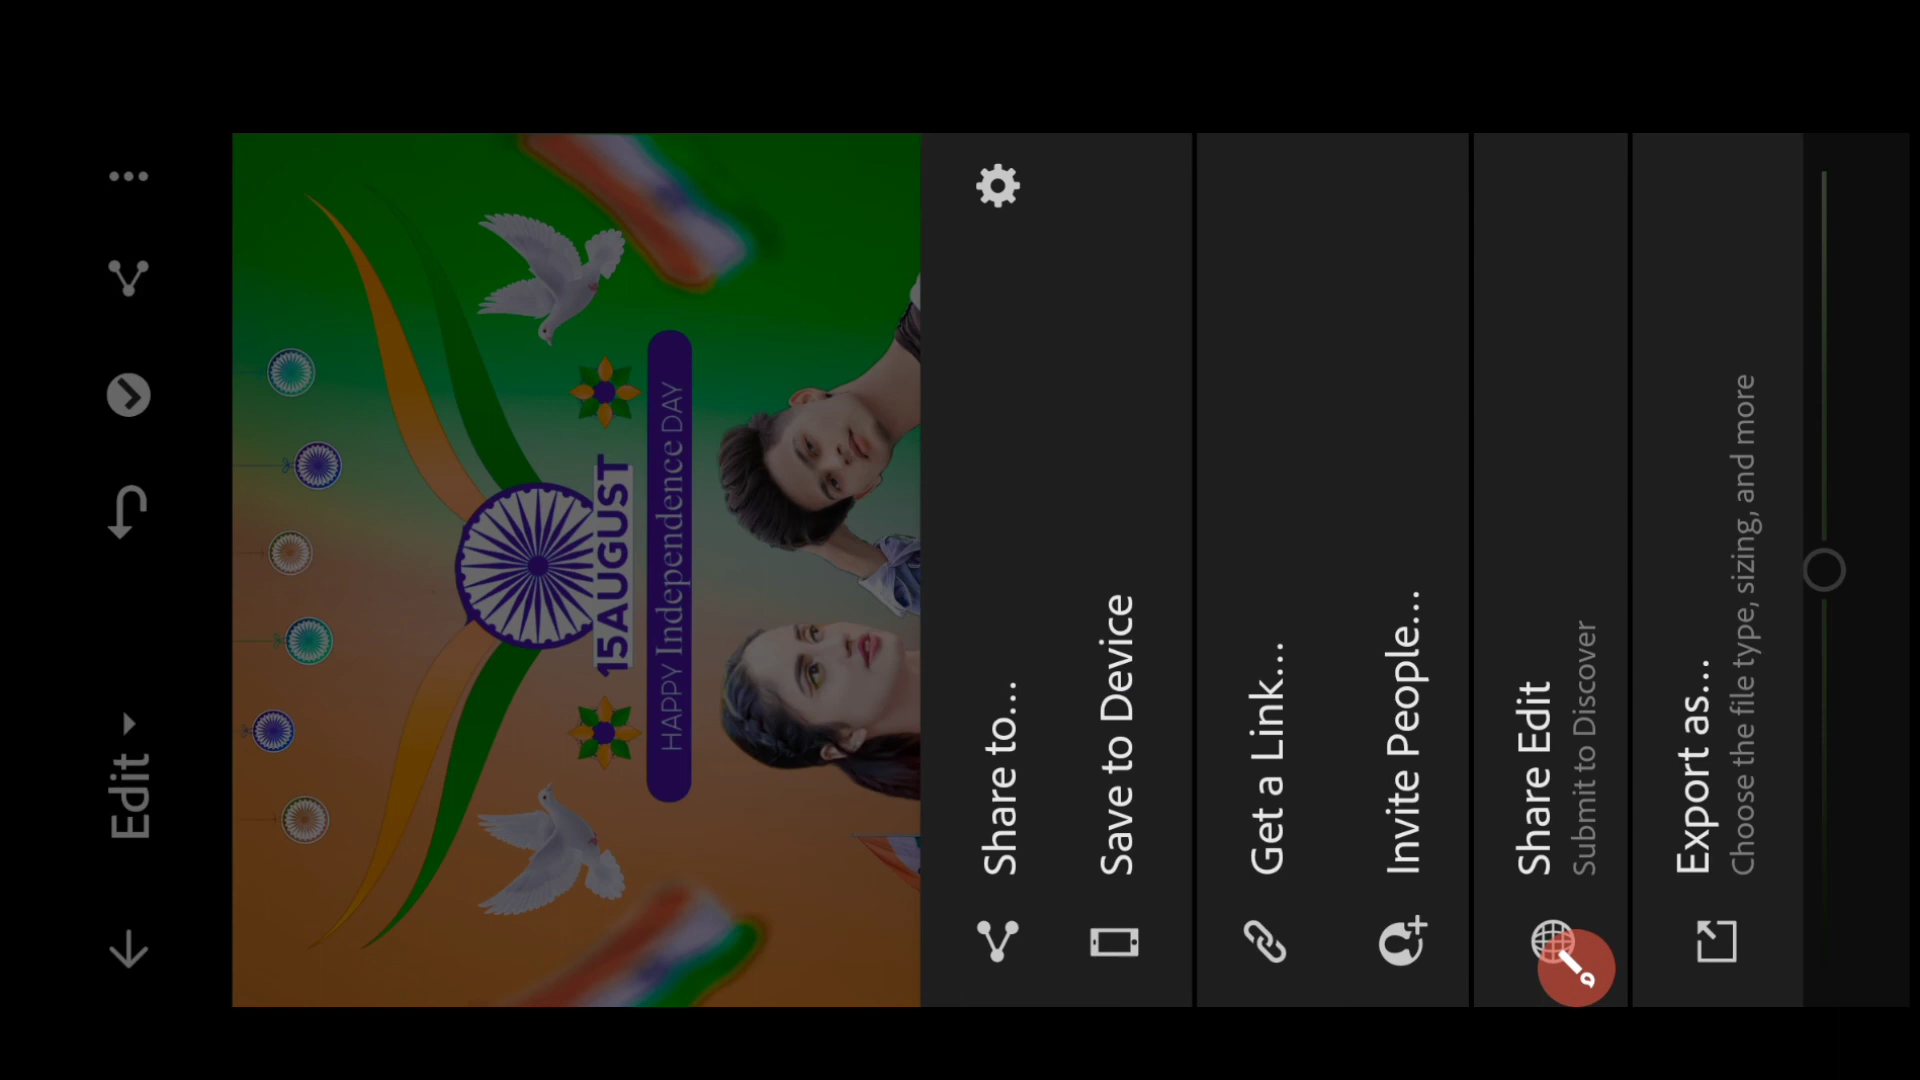 Edit
15AUGUST
HAPPY Independence DAY
Share to...
Save to Device
Get a Link...
Invite People...
Share Edit
Submit to Discover
Export as...
Choose the file type, sizing, and more